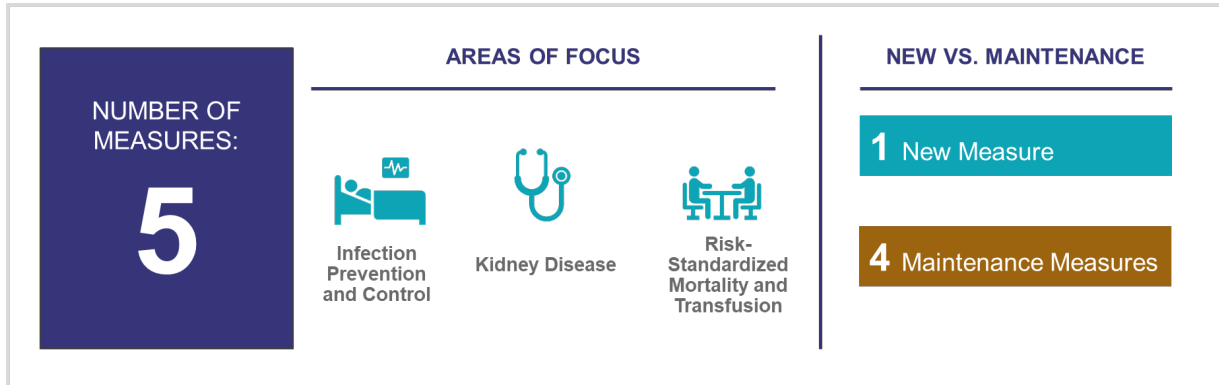 NUMBER OF
MEASURES:
5
AREAS OF FOCUS
Infection
Prevention
and Control
Kidney Disease
Risk-
Standardized
Mortality and
Transfusion
NEW VS. MAINTENANCE
1 New Measure
4 Maintenance Measures